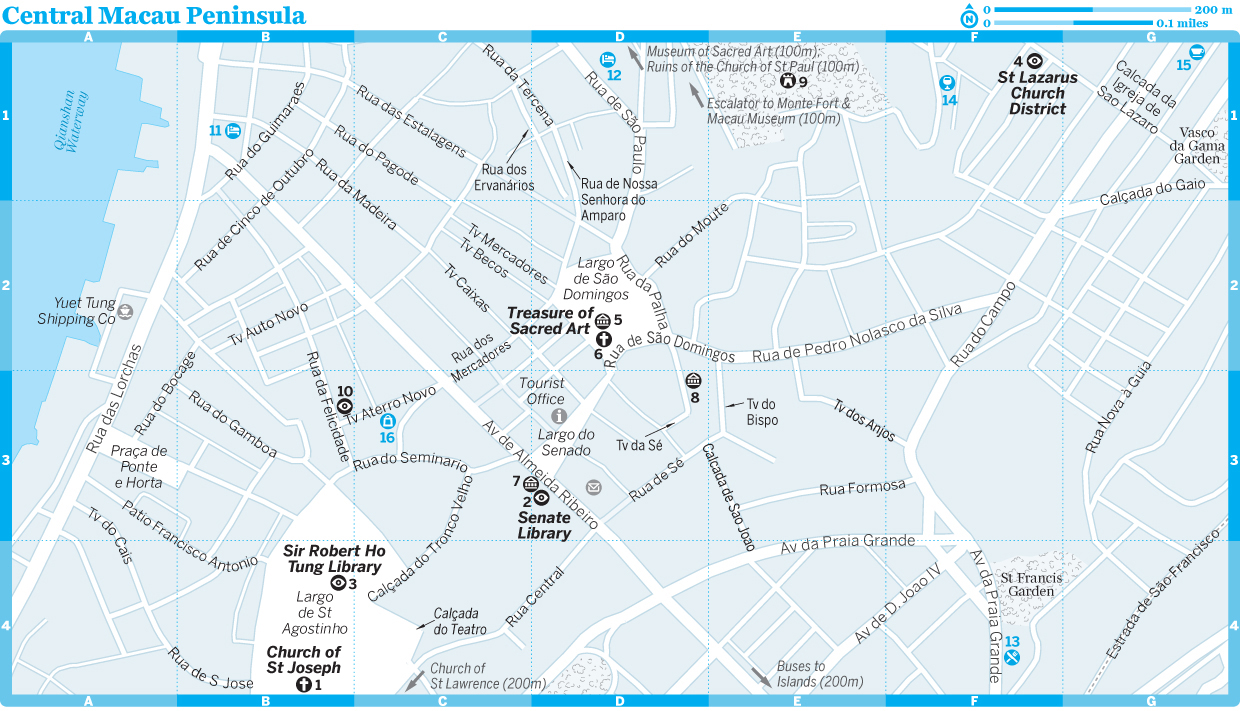 Central Macau Peninsula
N
0 200 m
0 0.1 miles
A B C D E F G
1
2
3
4
Qianshan
Waterway
11
Rua do Guimaraes
Rua das Estalagens
Rua do Pagode
Rua da Madeira
Rua de Cinco de Outubro
Rua da Tercena
Rua dos
Ervanários
12
Rua de São Paulo
Rua de Nossa
Senhora do
Amparo
Museum of Sacred Art (100m);
Ruins of the Church of St Paul (100m)
Escalator to Monte Fort &
Macau Museum (100m)
9
14
4
St Lazarus
Church
District
15
Calçada da
Igreja de
Sao Lazaro
Vasco
da Gama
Garden
Calçada do Gaio
Yuet Tung
Shipping Co
Tv Auto Novo
Tv Mercadores
Tv Becos
Tv Caixas
Rua dos
Mercadores
Largo
de São
Domingos
Treasure of
Sacred Art
5
6
Rua da Palha
Rua do Moute
Rua de São Domingos
Rua de Pedro Nolasco da Silva
Rua do Campo
Rua das Lorchas
Rua do Bocage
Rua do Gamboa
Rua da Felicidade
10
Tv Aterro Novo
16
Rua do Seminario
Praça de
Ponte
e Horta
Patio Francisco Antonio
Tv do Cais
Tourist
Office
Largo do
Senado
Av de Almeida Ribeiro
7
2
Senate
Library
8
Tv do
Bispo
Tv da Sé
Rua de Sé
Calçada de Sao Joao
Tv dos Anjos
Rua Formosa
Rua Nova à Guia
Av da Praia Grande
Sir Robert Ho
Tung Library
3
Largo
de St
Agostinho
Church of
St Joseph
1
Rua de S Jose
Calçada do Tronco Velho
Calçada
do Teatro
Rua Central
Church of
St Lawrence (200m)
Buses to
Islands (200m)
Av de D. Joao IV
Av da Praia Grande
St Francis
Garden
13
Estrada de São Francisco
1
2
3
4
A B C D E F G